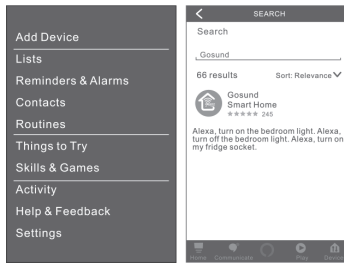 Add Device
Lists
Reminders & Alarms
Contacts
Routines
Things to Try
Skills & Games
Activity
Help & Feedback
Settings
SEARCH
Search
Gosund
66 results Sort: Relevance
Gosund
Smart Home
★★★★★ 245
Alexa, turn on the bedroom light. Alexa,
turn off the bedroom light. Alexa, turn on
my fridge socket.
Home Communicate Play Device